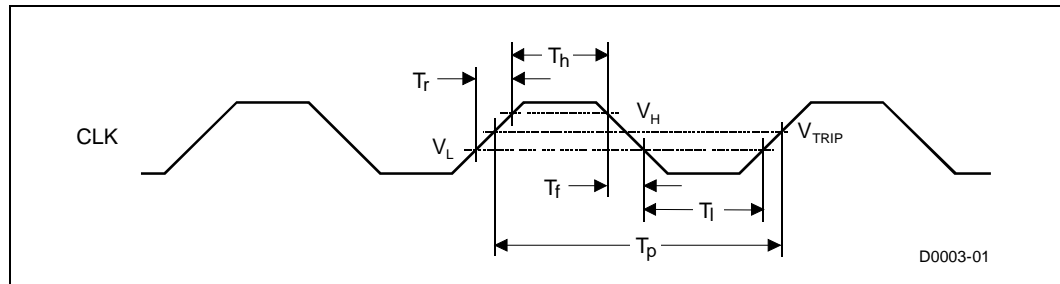 Th
Tr
CLK
VH
VTRIP
VL
Tf
Tl
Tp
D0003-01